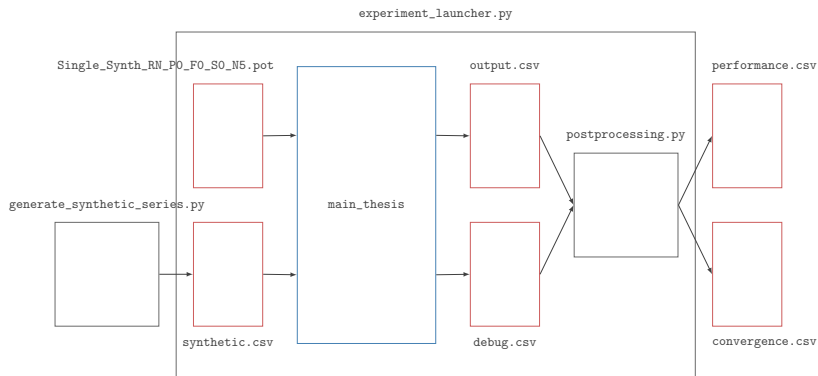 experiment_launcher.py
Single_Synth_RN_P0_F0_S0_N5.pot
output.csv
performance.csv
postprocessing.py
generate_synthetic_series.py
main_thesis
synthetic.csv
debug.csv
convergence.csv